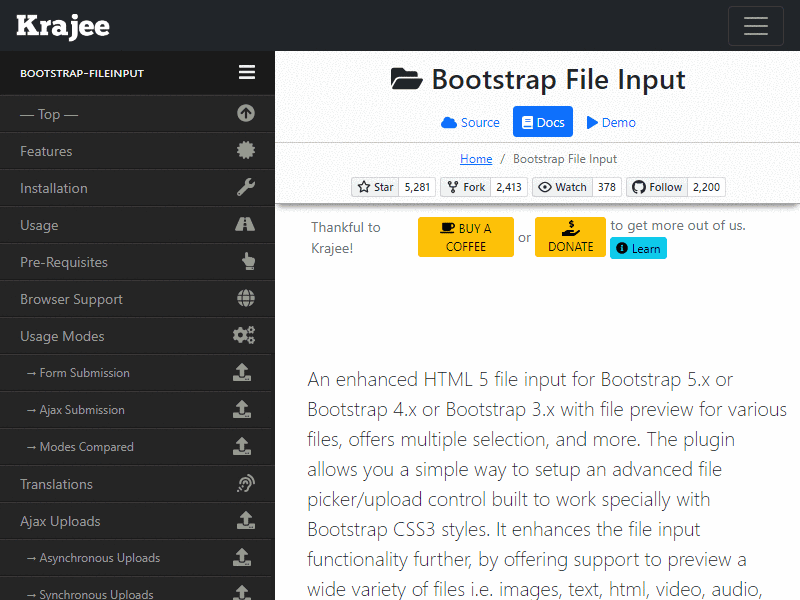 Krajee
BOOTSTRAP-FILEINPUT
— Top —
Features
Installation
Usage
Pre-Requisites
Browser Support
Usage Modes
→ Form Submission
→ Ajax Submission
→ Modes Compared
Translations
Ajax Uploads
→ Asynchronous Uploads
→ Synchronous Uploads
Bootstrap File Input
Source Docs Demo
Home / Bootstrap File Input
Star 5,281 Fork 2,413 Watch 378 Follow 2,200
Thankful to
Krajee!
BUY A
COFFEE
or
$
DONATE
to get more out of us.
Learn
An enhanced HTML 5 file input for Bootstrap 5.x or
Bootstrap 4.x or Bootstrap 3.x with file preview for various
files, offers multiple selection, and more. The plugin
allows you a simple way to setup an advanced file
picker/upload control built to work specially with
Bootstrap CSS3 styles. It enhances the file input
functionality further, by offering support to preview a
wide variety of files i.e. images, text, html, video, audio,